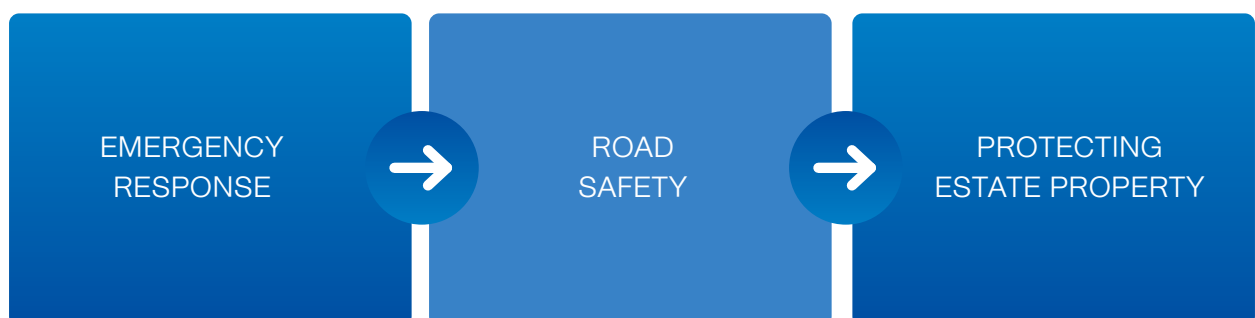 EMERGENCY
RESPONSE
ROAD
SAFETY
PROTECTING
ESTATE PROPERTY